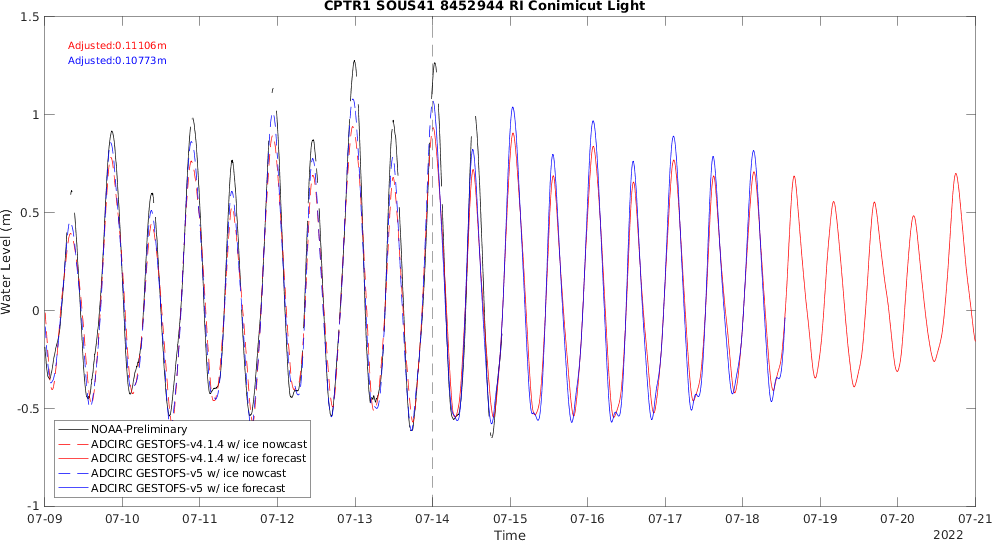 CPTR1 SOUS41 8452944 RI Conimicut Light
1.5
Adjusted:0.11106m
Adjusted:0.10773m
1
0.5
Water Level (m)
0
-0.5
NOAA-Preliminary
ADCIRC GESTOFS-v4.1.4 w/ ice nowcast
ADCIRC GESTOFS-v4.1.4 w/ ice forecast
ADCIRC GESTOFS-v5 w/ ice nowcast
ADCIRC GESTOFS-v5 w/ ice forecast
-1
07-09 07-10 07-11 07-12 07-13 07-14 07-15 07-16 07-17 07-18 07-19 07-20 07-21
Time
2022